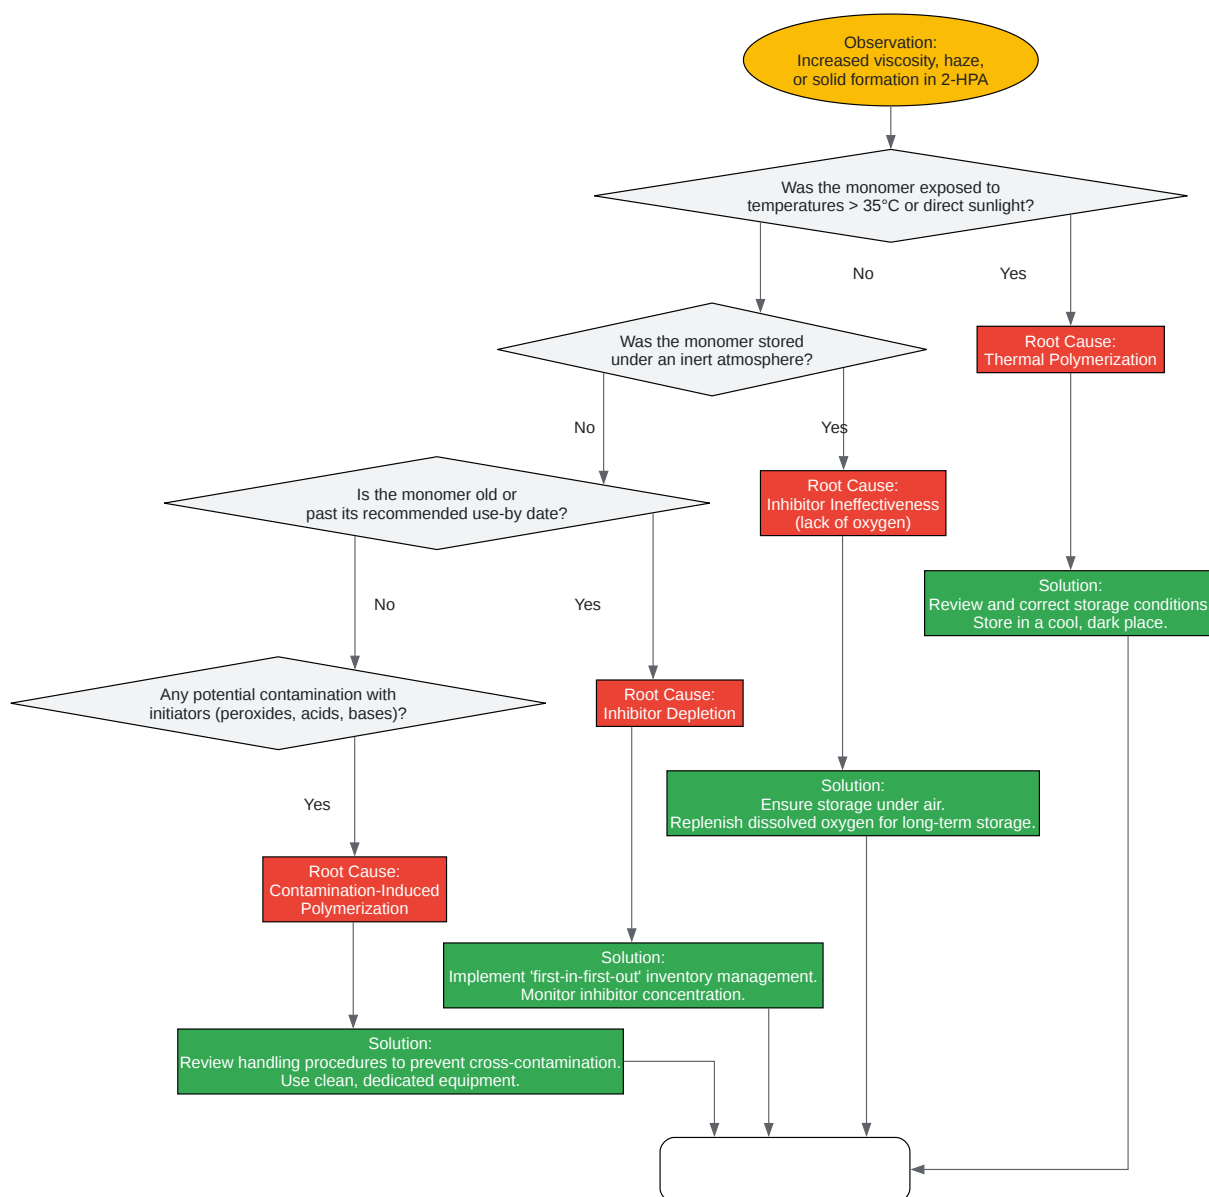 Observation:
Increased viscosity, haze,
or solid formation in 2-HPA
Was the monomer exposed to
temperatures > 35°C or direct sunlight?
No
Yes
Was the monomer stored
under an inert atmosphere?
Root Cause:
Thermal Polymerization
No
Yes
Is the monomer old or
past its recommended use-by date?
Root Cause:
Inhibitor Ineffectiveness
(lack of oxygen)
Solution:
Review and correct storage conditions
Store in a cool, dark place.
No
Yes
Any potential contamination with
initiators (peroxides, acids, bases)?
Root Cause:
Inhibitor Depletion
Solution:
Ensure storage under air.
Replenish dissolved oxygen for long-term storage.
Yes
Root Cause:
Contamination-Induced
Polymerization
Solution:
Implement 'first-in-first-out' inventory management.
Monitor inhibitor concentration.
Solution:
Review handling procedures to prevent cross-contamination.
Use clean, dedicated equipment.